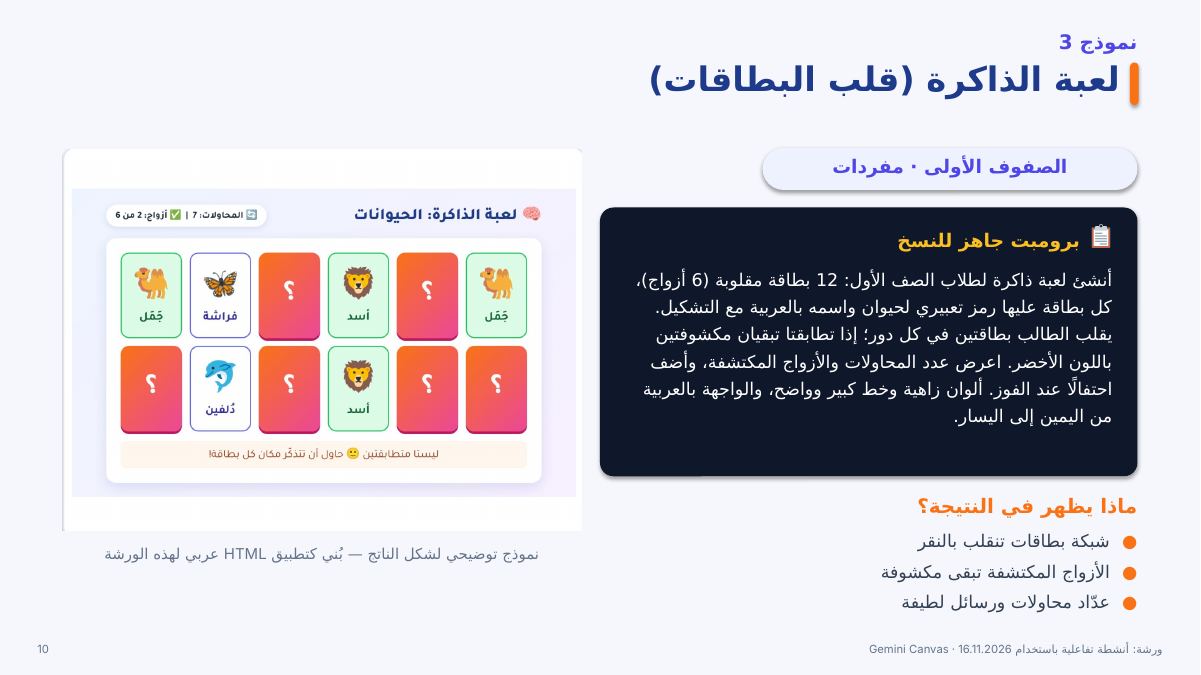 نموذج 3
لعبة الذاكرة (قلب البطاقات)
الصفوف الأولى · مفردات
📋 برومبت جاهز للنسخ
أنشئ لعبة ذاكرة لطلاب الصف الأول: 12 بطاقة مقلوبة (6 أزواج)،
كل بطاقة عليها رمز تعبيري لحيوان واسمه بالعربية مع التشكيل.
يقلب الطالب بطاقتين في كل دور؛ إذا تطابقتا تبقيان مكشوفتين
باللون الأخضر. اعرض عدد المحاولات والأزواج المكتشفة، وأضف
احتفالًا عند الفوز. ألوان زاهية وخط كبير وواضح، والواجهة بالعربية
من اليمين إلى اليسار.
ماذا يظهر في النتيجة؟
شبكة بطاقات تنقلب بالنقر
الأزواج المكتشفة تبقى مكشوفة
عدّاد محاولات ورسائل لطيفة
🧠 لعبة الذاكرة: الحيوانات
🔄 المحاولات: 7 | ✅ أزواج: 2 من 6
جَمَل
؟
أسد
؟
فراشة
جَمَل
؟
؟
أسد
؟
دُلفين
؟
ليستا متطابقتين 🙂 حاول أن تتذكّر مكان كل بطاقة!
نموذج توضيحي لشكل الناتج — بُني كتطبيق HTML عربي لهذه الورشة
ورشة: أنشطة تفاعلية باستخدام Gemini Canvas · 16.11.2026
10